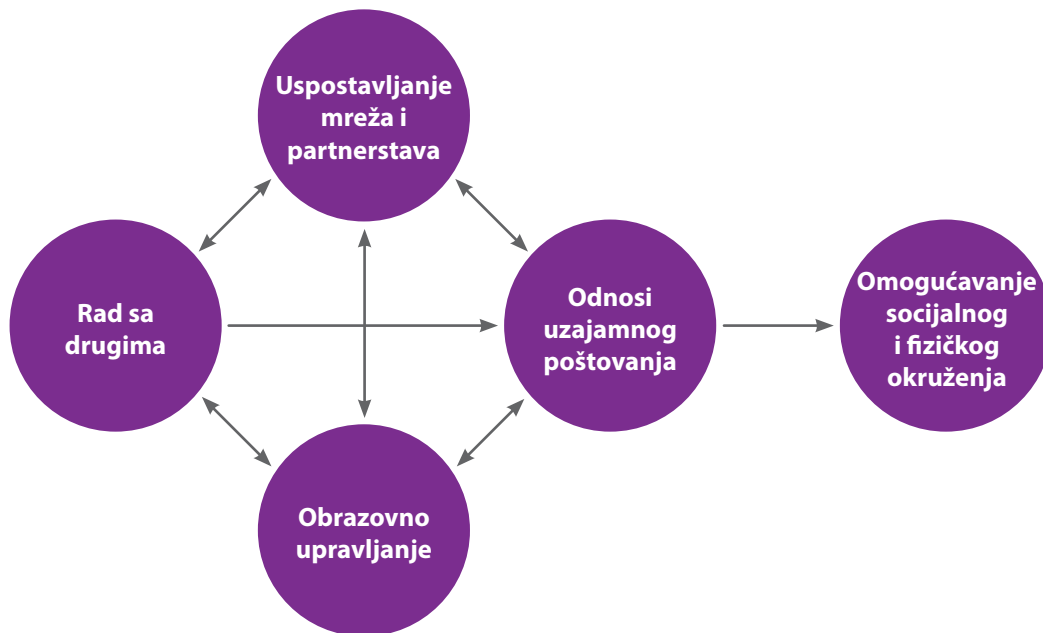 Uspostavljanje
mreža i
partnerstava
Rad sa
drugima
Odnosi
uzajamnog
poštovanja
Omogućavanje
socijalnog
i fizičkog
okruženja
Obrazovno
upravljanje